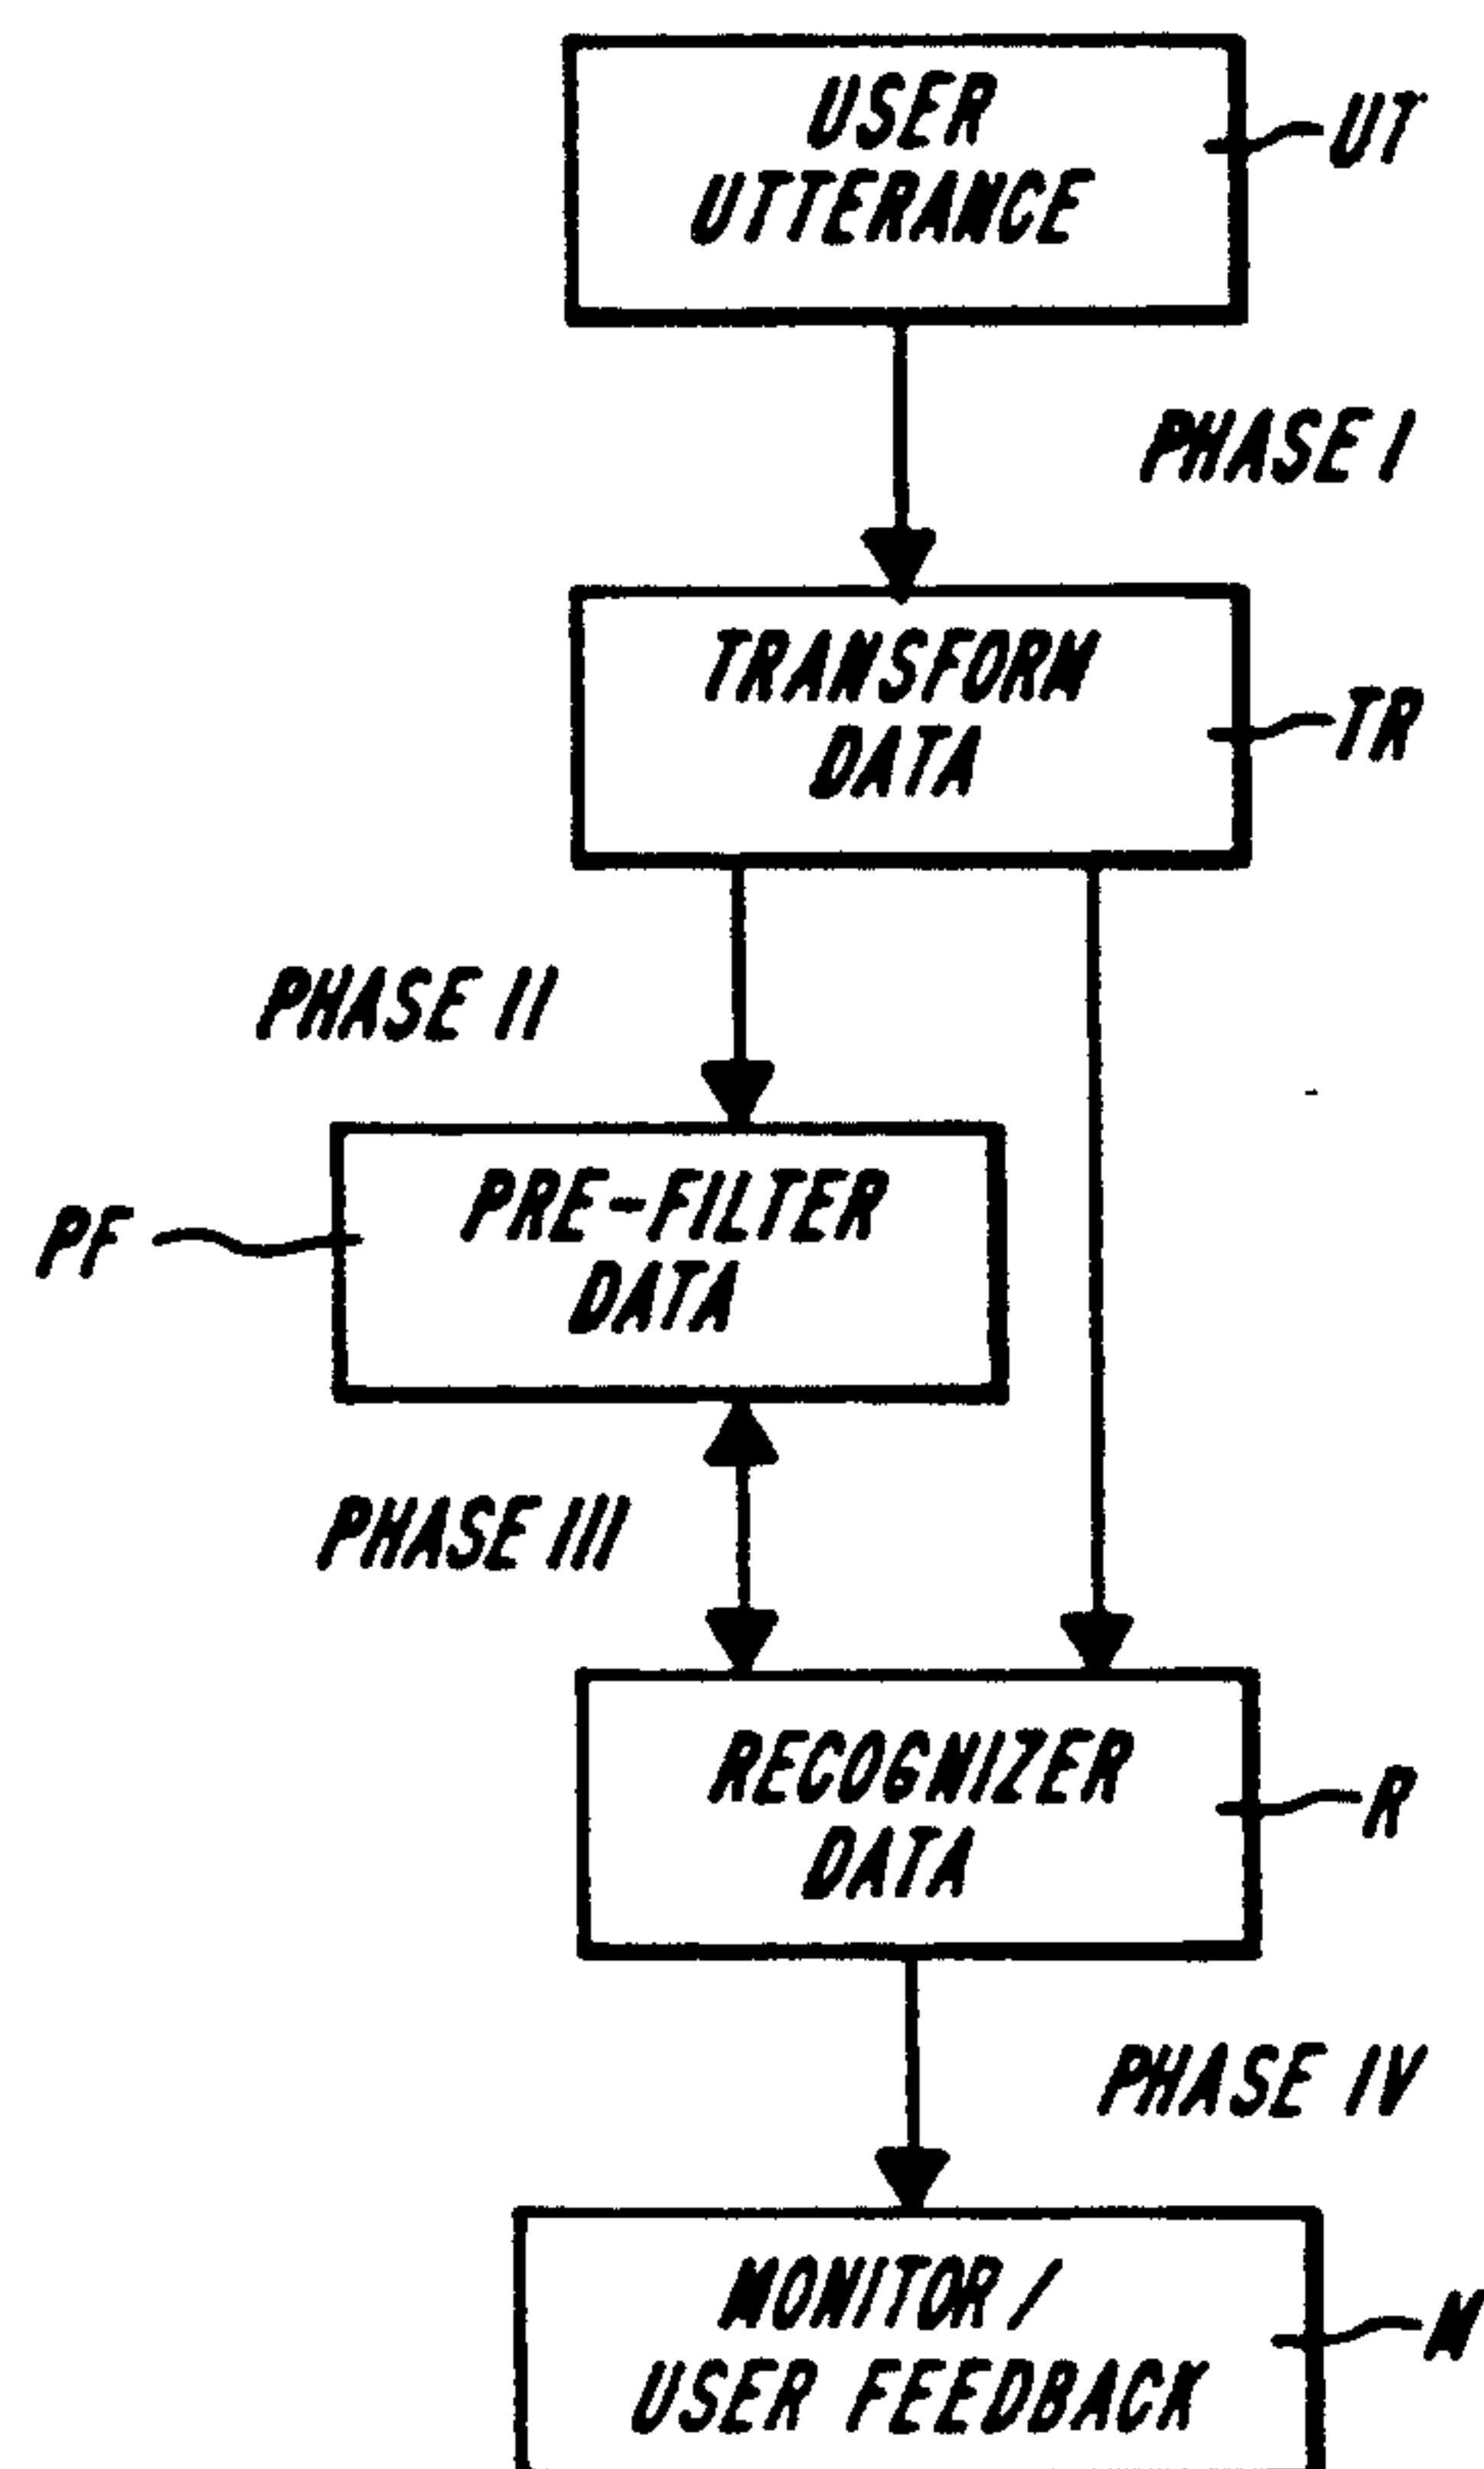 USER
UTTERANCE
UT
PHASE I
TRANSFORM
DATA
TR
PHASE II
PRE-FILTER
DATA
PF
PHASE III
RECOGNIZER
DATA
R
PHASE IV
MONITOR/
USER FEEDBACK
M